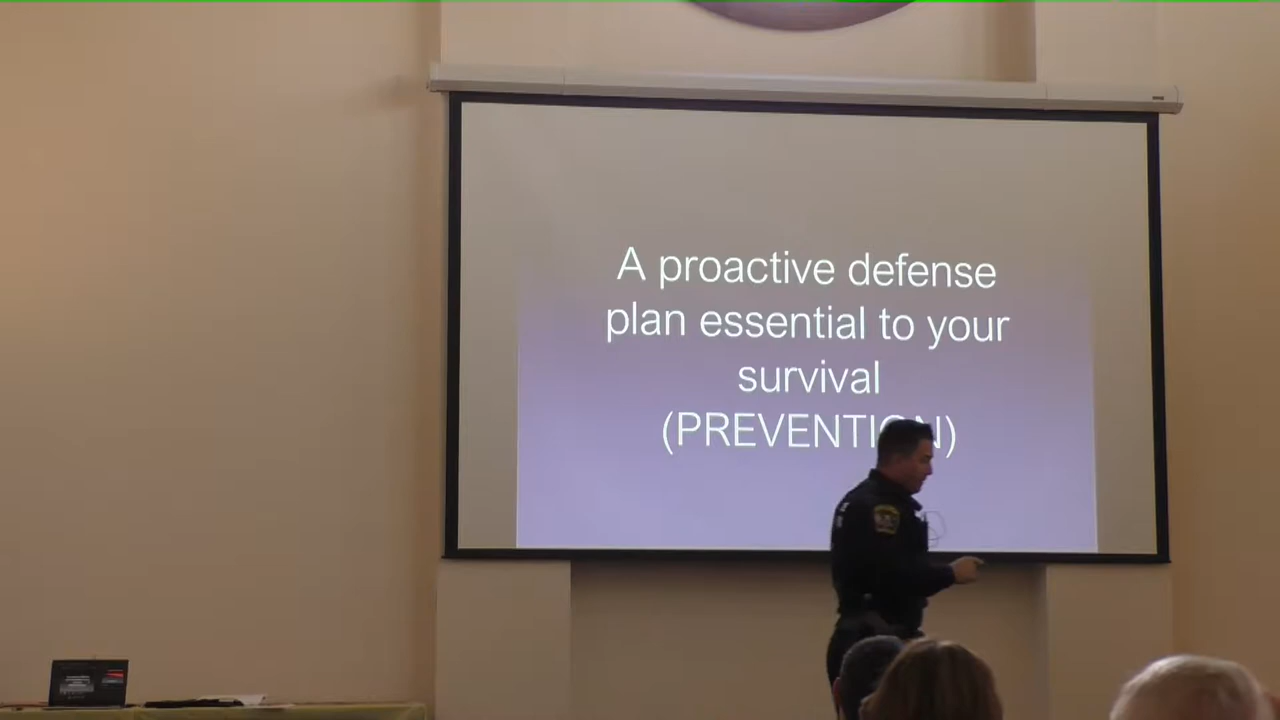 A proactive defense
plan essential to your
survival
(PREVENTION)